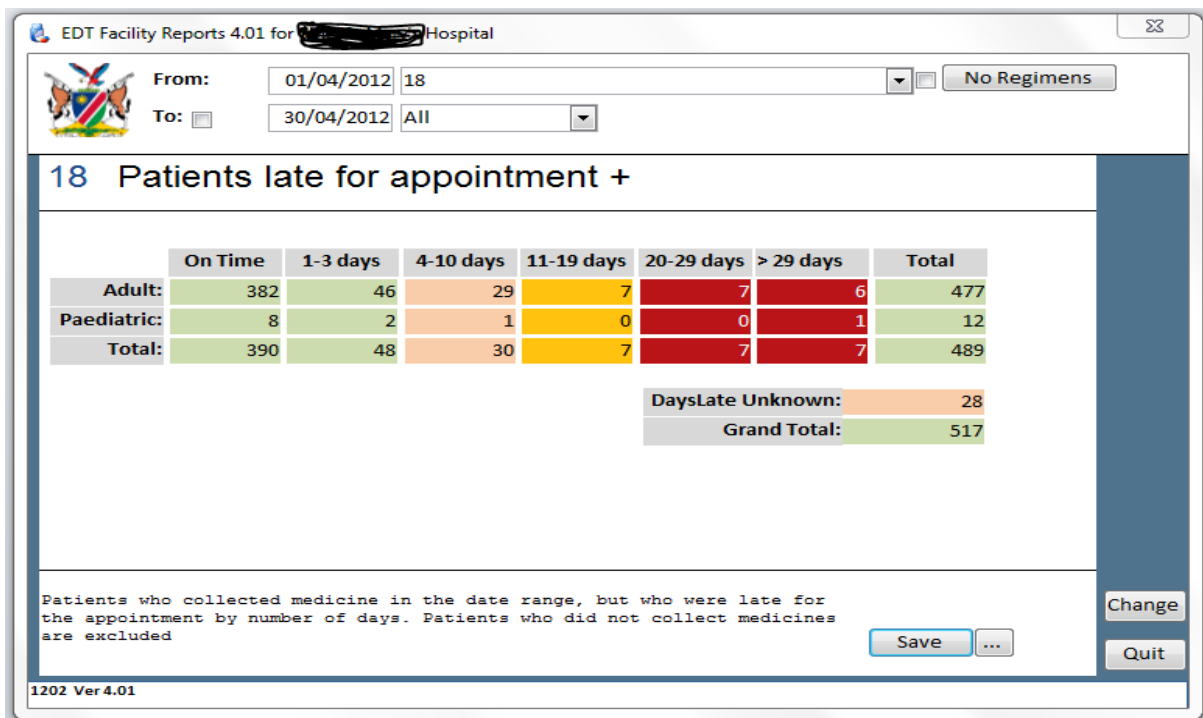 EDT Facility Reports 4.01 for Hospital
From: 01/04/2012 18 No Regimens
To: 30/04/2012 All
18 Patients late for appointment +
On Time 1-3 days 4-10 days 11-19 days 20-29 days > 29 days Total
Adult: 382 46 29 7 7 6 477
Paediatric: 8 2 1 0 0 1 12
Total: 390 48 30 7 7 7 489
DaysLate Unknown: 28
Grand Total: 517
Patients who collected medicine in the date range, but who were late for
the appointment by number of days. Patients who did not collect medicines
are excluded
Save ...
Change
Quit
1202 Ver 4.01